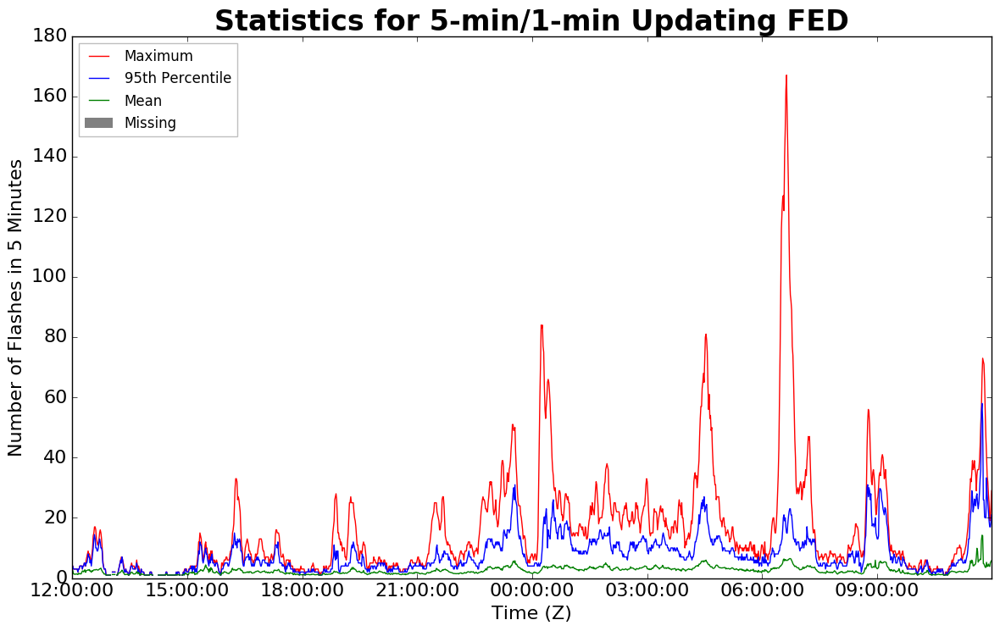 Statistics for 5-min/1-min Updating FED
Number of Flashes in 5 Minutes
180
160
140
120
100
80
60
40
20
0
Maximum
95th Percentile
Mean
Missing
12:00:00 15:00:00 18:00:00 21:00:00 00:00:00 03:00:00 06:00:00 09:00:00
Time (Z)